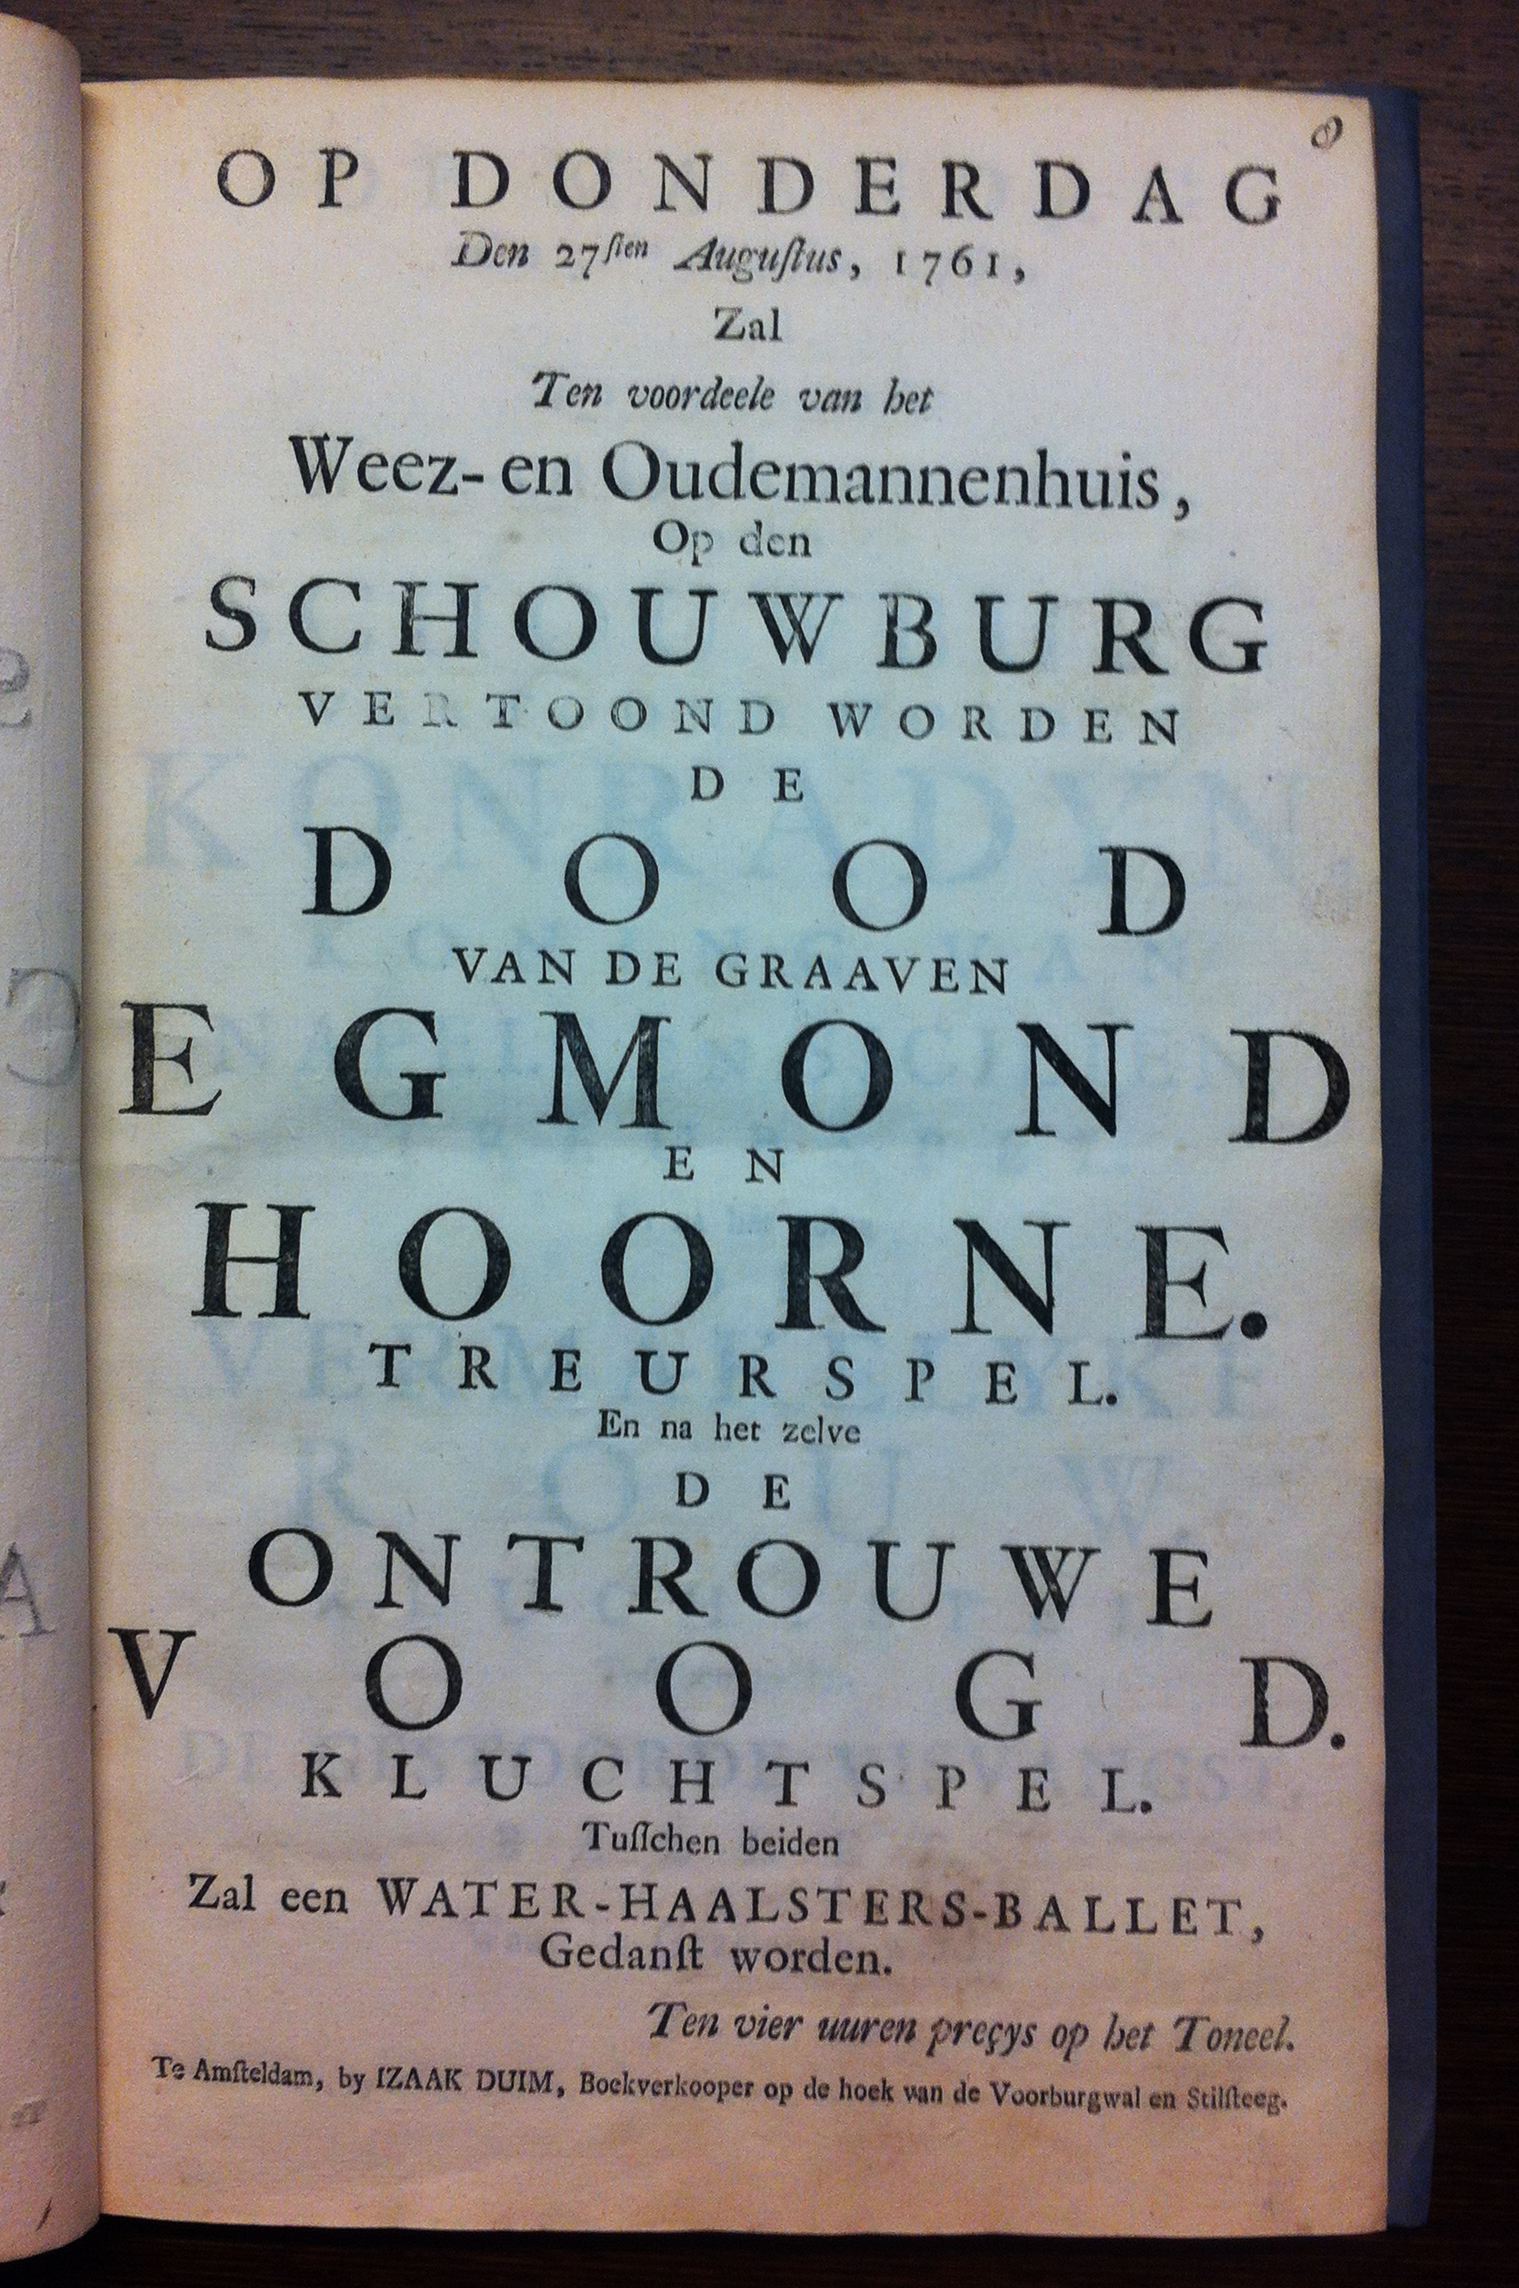 8
OP DONDERDAG
Den 27ſten Auguſtus, 1761,
Zal
Ten voordeele van het
Weez- en Oudemannenhuis,
Op den
SCHOUWBURG
VERTOOND WORDEN
DE
DOOD
VAN DE GRAAVEN
EGMOND
EN
HOORNE.
TREURSPEL.
En na het zelve
DE
ONTROUWE
VOOGD.
KLUCHTSPEL.
Tuſſchen beiden
Zal een WATER-HAALSTERS-BALLET,
Gedanſt worden.
Ten vier uuren preçys op het Toneel.
Te Amſteldam, by IZAAK DUIM, Boekverkooper op de hoek van de Voorburgwal en Stilſteeg.